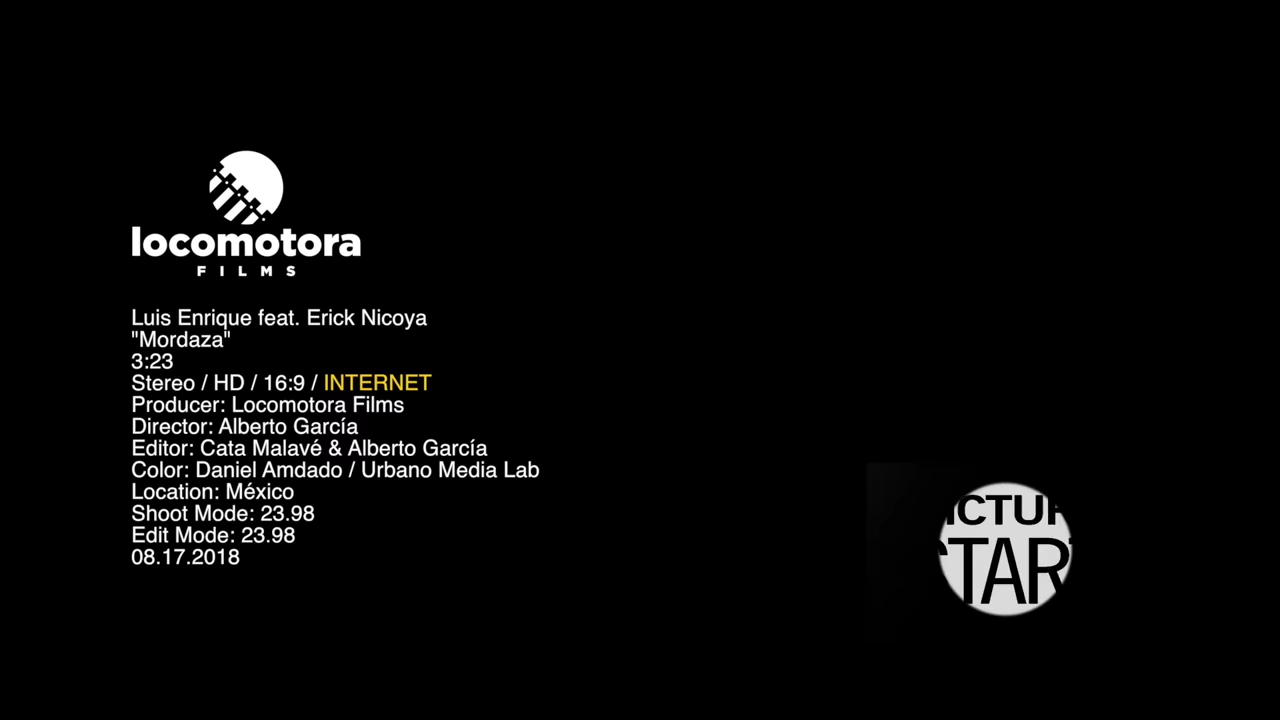 locomotora
FILMS
Luis Enrique feat. Erick Nicoya
"Mordaza"
3:23
Stereo / HD / 16:9 / INTERNET
Producer: Locomotora Films
Director: Alberto García
Editor: Cata Malavé & Alberto García
Color: Daniel Amdado / Urbano Media Lab
Location: México
Shoot Mode: 23.98
Edit Mode: 23.98
08.17.2018